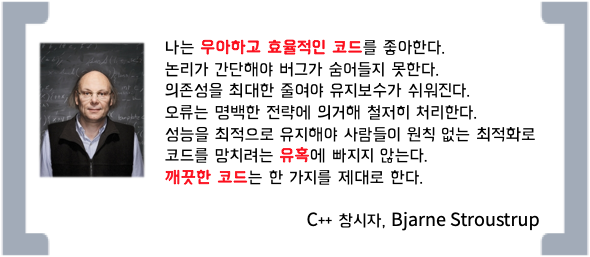 나는 우아하고 효율적인 코드를 좋아한다.
논리가 간단해야 버그가 숨어들지 못한다.
의존성을 최대한 줄여야 유지보수가 쉬워진다.
오류는 명백한 전략에 의거해 철저히 처리한다.
성능을 최적으로 유지해야 사람들이 원칙 없는 최적화로
코드를 망치려는 유혹에 빠지지 않는다.
깨끗한 코드는 한 가지를 제대로 한다.
C++ 창시자, Bjarne Stroustrup